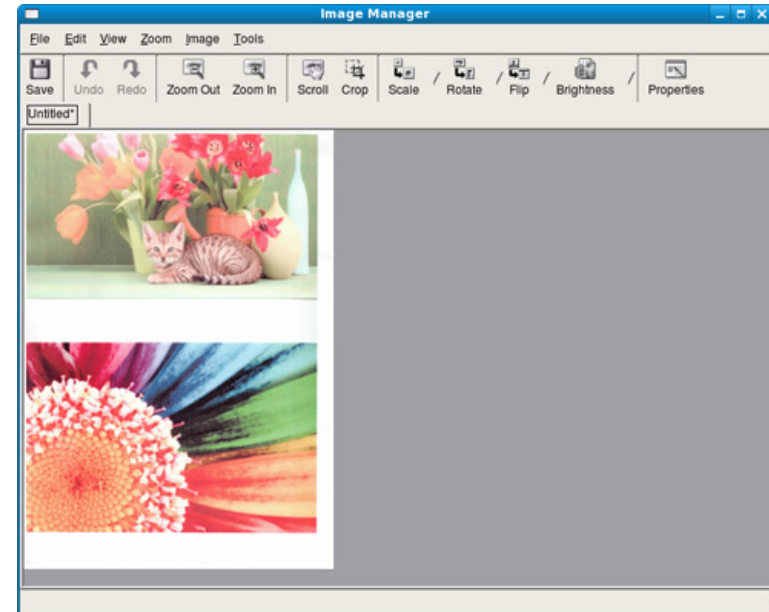 Image Manager
File Edit View Zoom Image Tools
Save Undo Redo Zoom Out Zoom In Scroll Crop Scale / Rotate / Flip / Brightness / Properties
Untitled*